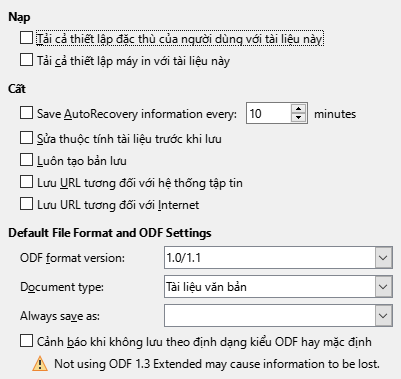 Nạp
Tải cả thiết lập đặc thù của người dùng với tài liệu này
Tải cả thiết lập máy in với tài liệu này
Cất
Save AutoRecovery information every: 10 minutes
Sửa thuộc tính tài liệu trước khi lưu
Luôn tạo bản lưu
Lưu URL tương đối với hệ thống tập tin
Lưu URL tương đối với Internet
Default File Format and ODF Settings
ODF format version: 1.0/1.1
Document type: Tài liệu văn bản
Always save as:
Cảnh báo khi không lưu theo định dạng kiểu ODF hay mặc định
Not using ODF 1.3 Extended may cause information to be lost.